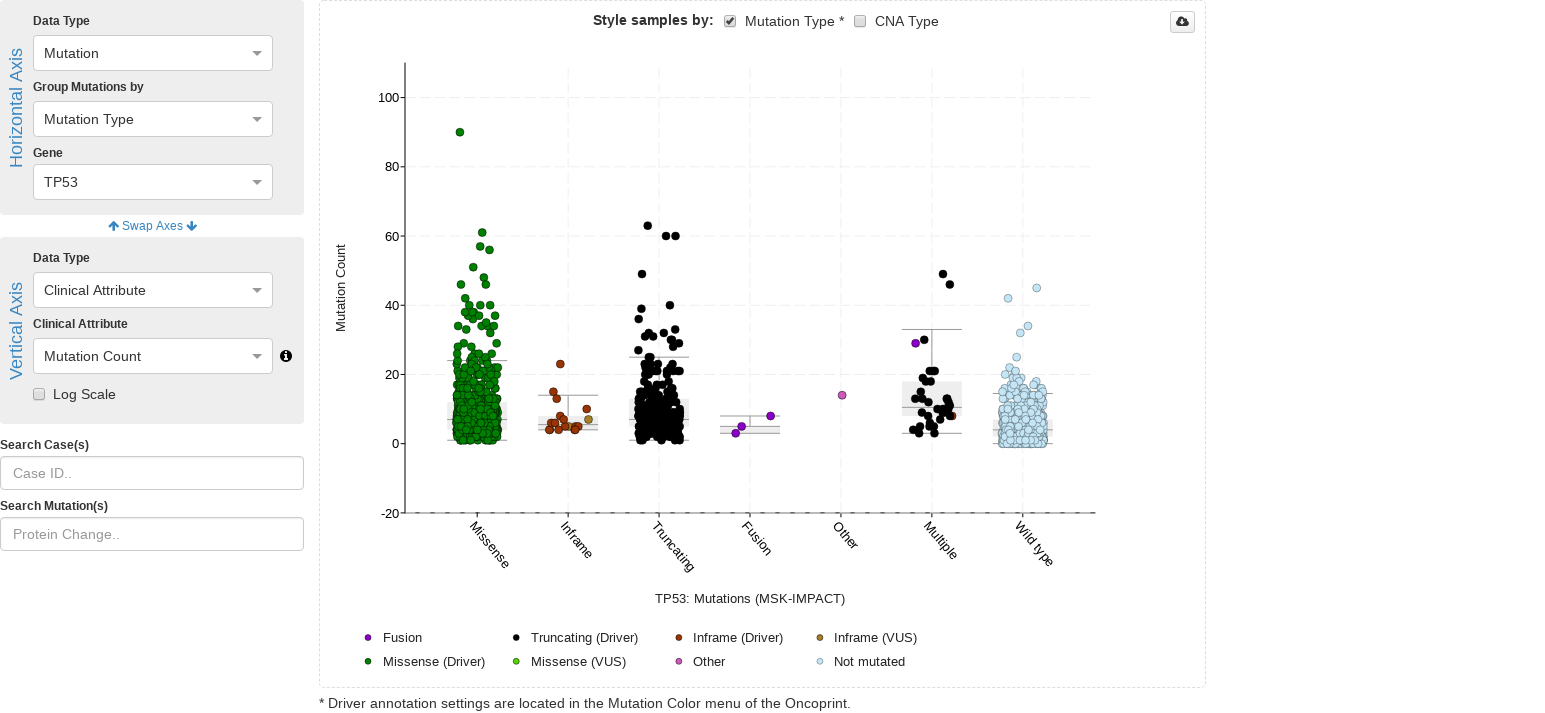 Horizontal Axis
Data Type
Mutation
Group Mutations by
Mutation Type
Gene
TP53
Swap Axes
Vertical Axis
Data Type
Clinical Attribute
Clinical Attribute
Mutation Count
Log Scale
Search Case(s)
Case ID..
Search Mutation(s)
Protein Change..
Style samples by: Mutation Type * CNA Type
Mutation Count
100
80
60
40
20
0
-20
Missense
Inframe
Truncating
Fusion
Other
Multiple
Wild type
TP53: Mutations (MSK-IMPACT)
Fusion Truncating (Driver) Inframe (Driver) Inframe (VUS)
Missense (Driver) Missense (VUS) Other Not mutated
* Driver annotation settings are located in the Mutation Color menu of the Oncoprint.